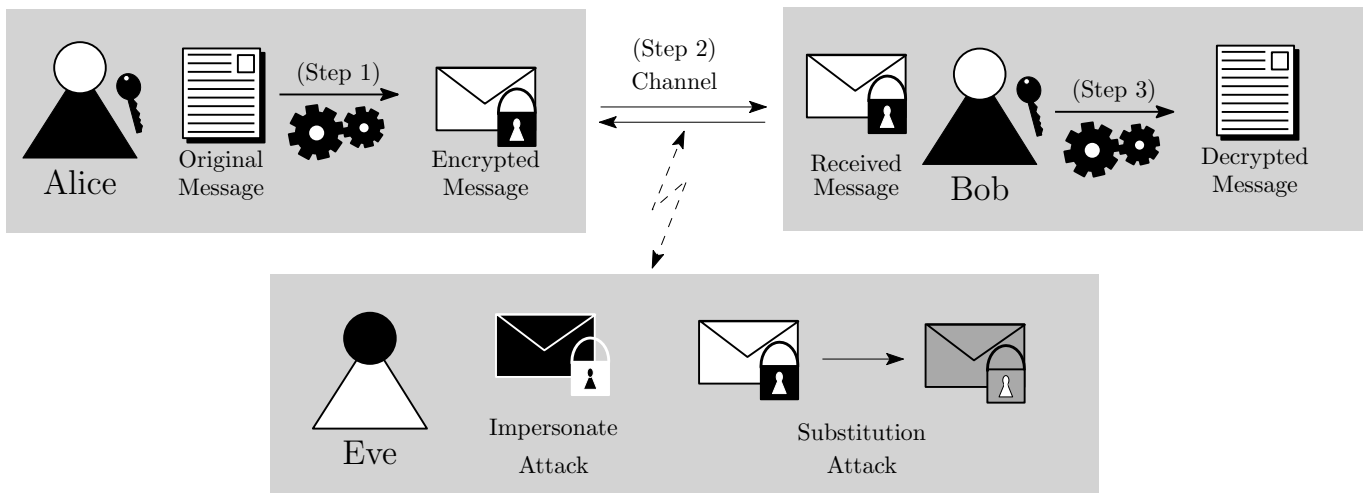 Alice
Original
Message
(Step 1)
Encrypted
Message
(Step 2)
Channel
Received
Message
Bob
(Step 3)
Decrypted
Message
Eve
Impersonate
Attack
Substitution
Attack